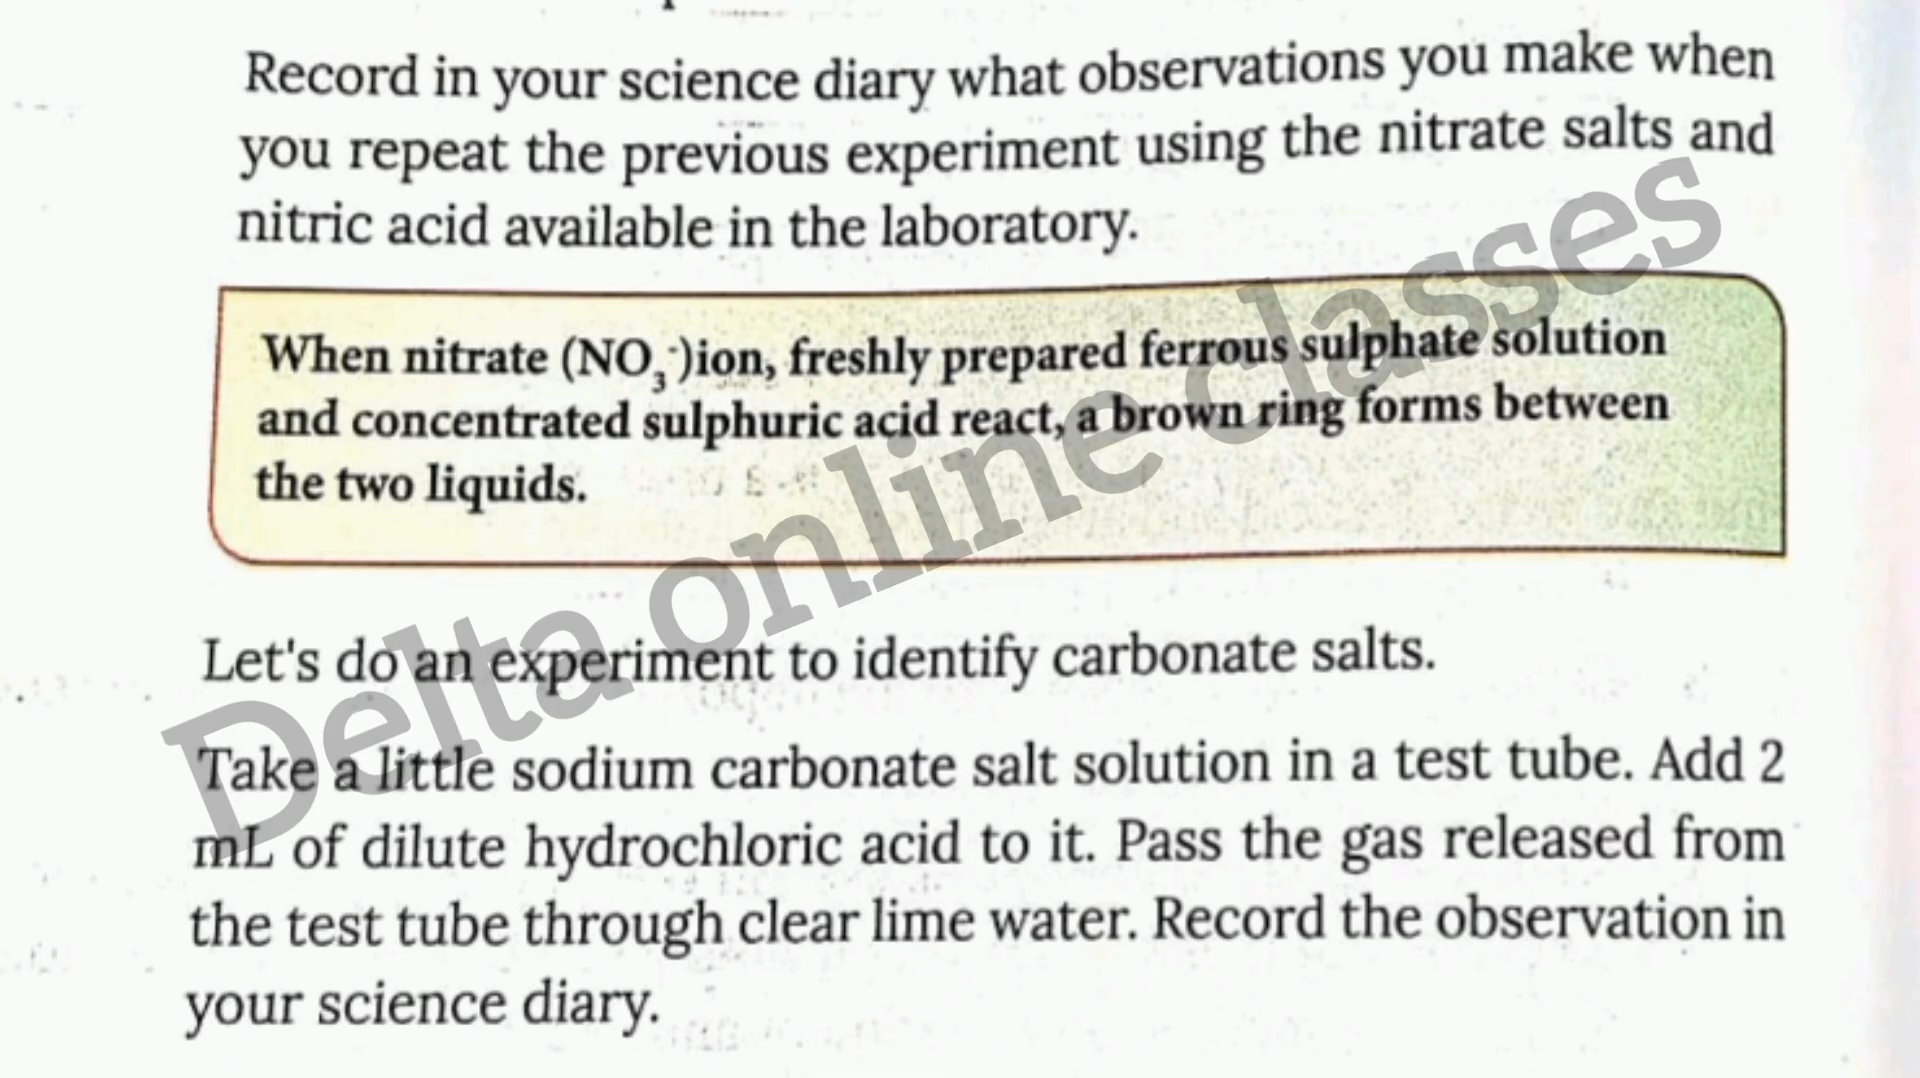 Record in your science diary what observations you make when
you repeat the previous experiment using the nitrate salts and
nitric acid available in the laboratory.
When nitrate (NO₃⁻)ion, freshly prepared ferrous sulphate solution
and concentrated sulphuric acid react, a brown ring forms between
the two liquids.
Let's do an experiment to identify carbonate salts.
Take a little sodium carbonate salt solution in a test tube. Add 2
mL of dilute hydrochloric acid to it. Pass the gas released from
the test tube through clear lime water. Record the observation in
your science diary.
Delta online classes